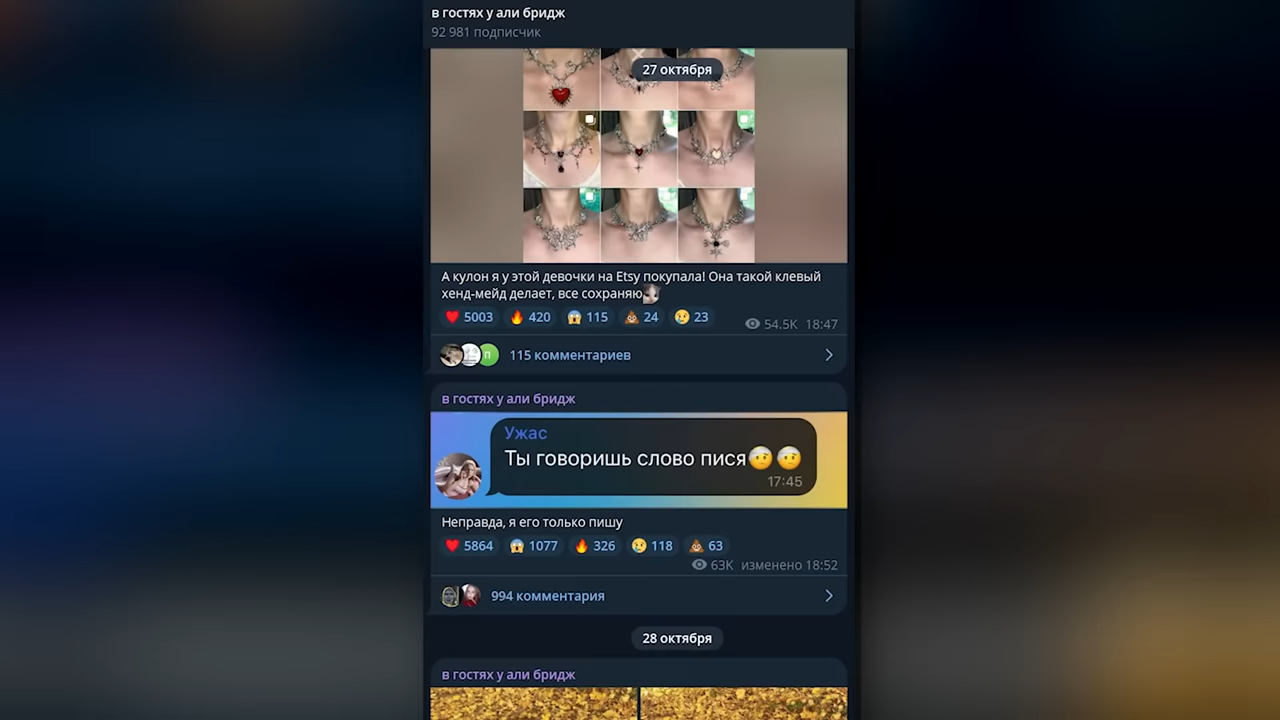 в гостях у али бридж
92 981 подписчик
27 октября
А кулон я у этой девочки на Etsy покупала! Она такой клевый
хенд-мейд делает, все сохраняю
❤️ 5003 🔥 420 😱 115 💩 24 😢 23
54.5K 18:47
П
115 комментариев
в гостях у али бридж
Ужас
Ты говоришь слово пися🤕🤕
17:45
Неправда, я его только пишу
❤️ 5864 😱 1077 🔥 326 😢 118 💩 63
63K изменено 18:52
994 комментария
28 октября
в гостях у али бридж